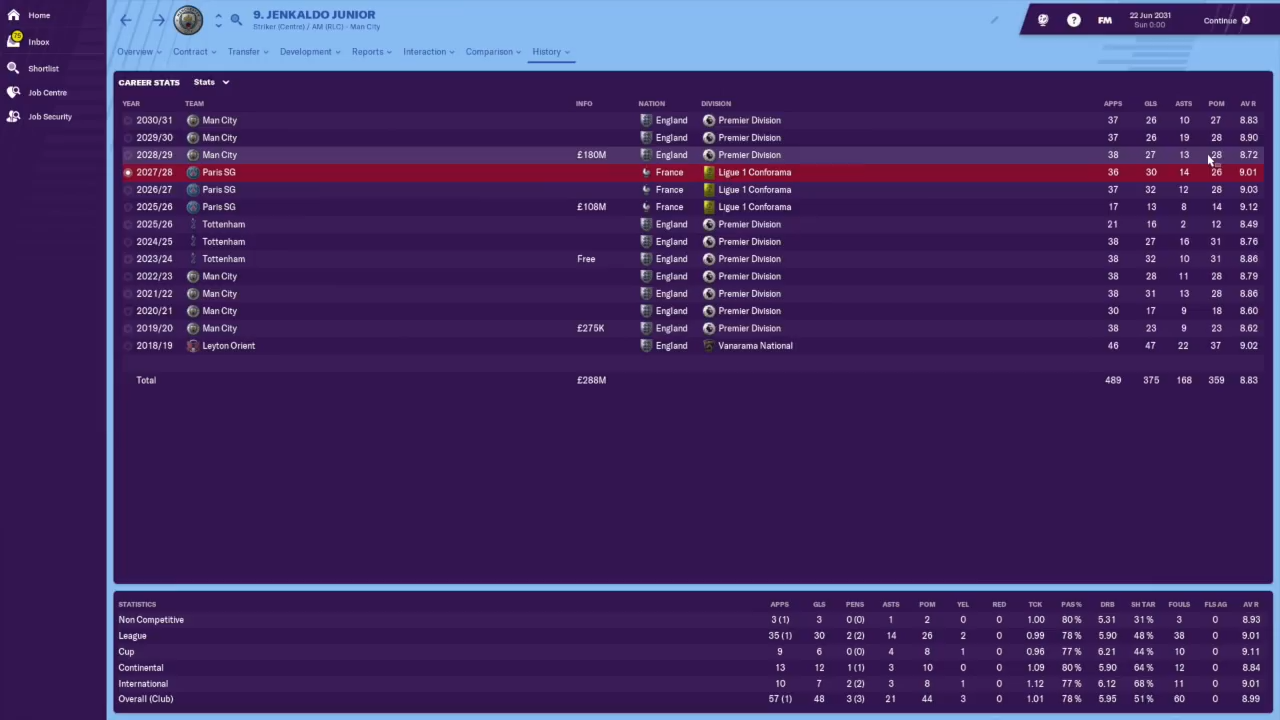 Home
Inbox
25
Shortlist
Job Centre
Job Security
9. JENKALDO JUNIOR
Striker (Centre) / AM (RLC) - Man City
FM
22 Jun 2031
Sun 0:00
Continue
Overview Contract Transfer Development Reports Interaction Comparison History
CAREER STATS Stats
YEAR TEAM INFO NATION DIVISION APPS GLS ASTS POM AV R
2030/31 Man City England Premier Division 37 26 10 27 8.83
2029/30 Man City England Premier Division 37 26 19 28 8.90
2028/29 Man City £180M England Premier Division 38 27 13 28 8.72
2027/28 Paris SG France Ligue 1 Conforama 36 30 14 26 9.01
2026/27 Paris SG France Ligue 1 Conforama 37 32 12 28 9.03
2025/26 Paris SG £108M France Ligue 1 Conforama 17 13 8 14 9.12
2025/26 Tottenham England Premier Division 21 16 2 12 8.49
2024/25 Tottenham England Premier Division 38 27 16 31 8.76
2023/24 Tottenham Free England Premier Division 38 32 10 31 8.86
2022/23 Man City England Premier Division 38 28 11 28 8.79
2021/22 Man City England Premier Division 38 31 13 28 8.86
2020/21 Man City England Premier Division 30 17 9 18 8.60
2019/20 Man City £275K England Premier Division 38 23 9 23 8.62
2018/19 Leyton Orient England Vanarama National 46 47 22 37 9.02
Total £288M 489 375 168 359 8.83
STATISTICS APPS GLS PENS ASTS POM YEL RED TCK PAS % DRB SH TAR FOULS FLS AG AV R
Non Competitive 3 (1) 3 0 (0) 1 2 0 0 1.00 80 % 5.31 31 % 3 0 8.93
League 35 (1) 30 2 (2) 14 26 2 0 0.99 78 % 5.90 48 % 38 0 9.01
Cup 9 6 0 (0) 4 8 1 0 0.96 77 % 6.21 44 % 10 0 9.11
Continental 13 12 1 (1) 3 10 0 0 1.09 80 % 5.90 64 % 12 0 8.84
International 10 7 2 (2) 3 8 1 0 1.12 77 % 6.12 68 % 11 0 9.01
Overall (Club) 57 (1) 48 3 (3) 21 44 3 0 1.01 78 % 5.95 51 % 60 0 8.99